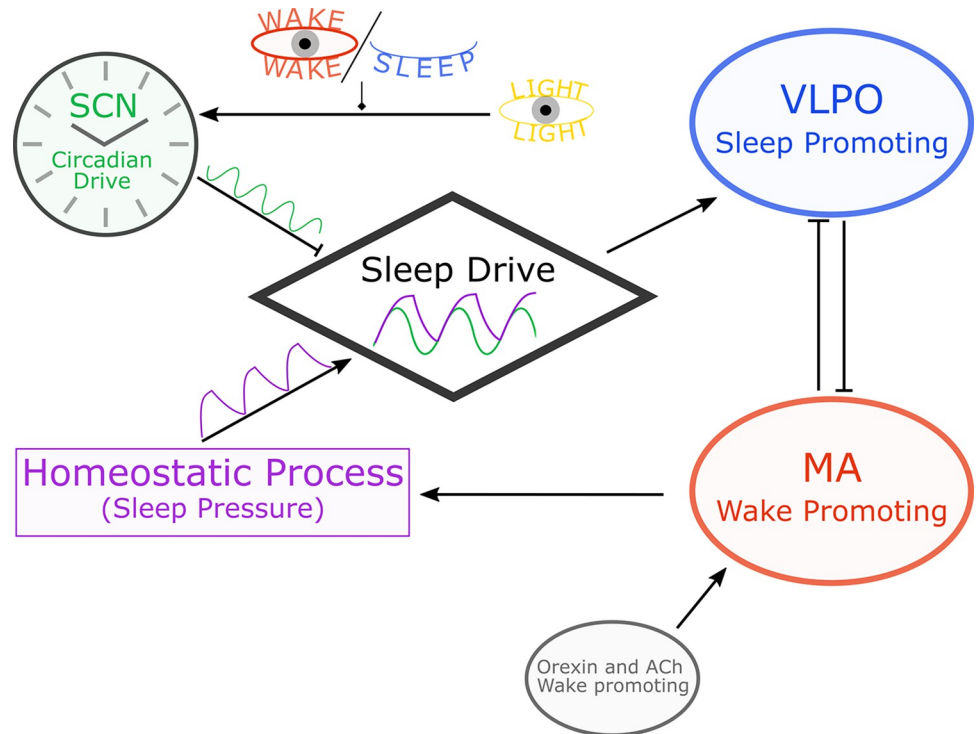 WAKE
WAKE
SLEEP
LIGHT
LIGHT
SCN
Circadian
Drive
VLPO
Sleep Promoting
Sleep Drive
Homeostatic Process
(Sleep Pressure)
MA
Wake Promoting
Orexin and ACh
Wake promoting